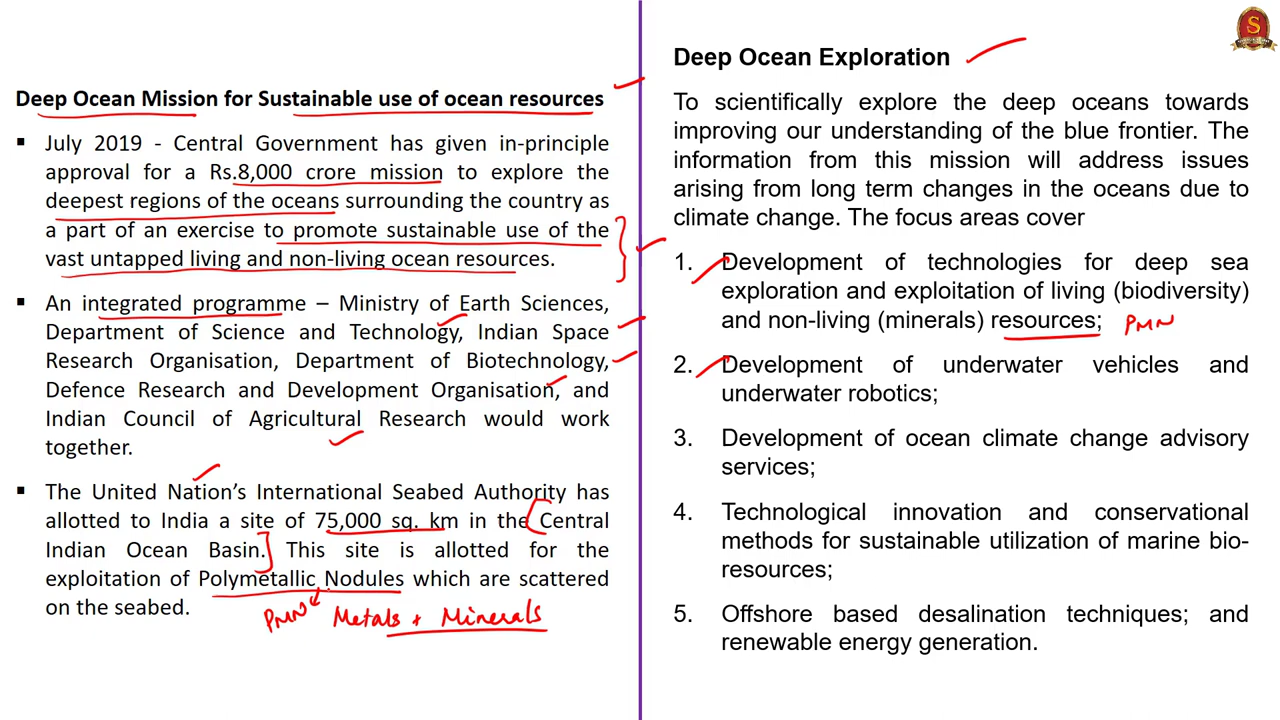 Deep Ocean Mission for Sustainable use of ocean resources
▪ July 2019 - Central Government has given in-principle
approval for a Rs.8,000 crore mission to explore the
deepest regions of the oceans surrounding the country as
a part of an exercise to promote sustainable use of the
vast untapped living and non-living ocean resources.
▪ An integrated programme – Ministry of Earth Sciences,
Department of Science and Technology, Indian Space
Research Organisation, Department of Biotechnology,
Defence Research and Development Organisation, and
Indian Council of Agricultural Research would work
together.
▪ The United Nation's International Seabed Authority has
allotted to India a site of 75,000 sq. km in the Central
Indian Ocean Basin. This site is allotted for the
exploitation of Polymetallic Nodules which are scattered
on the seabed.
PMN Metals + Minerals
Deep Ocean Exploration
To scientifically explore the deep oceans towards
improving our understanding of the blue frontier. The
information from this mission will address issues
arising from long term changes in the oceans due to
climate change. The focus areas cover
1. Development of technologies for deep sea
exploration and exploitation of living (biodiversity)
and non-living (minerals) resources; PMN
2. Development of underwater vehicles and
underwater robotics;
3. Development of ocean climate change advisory
services;
4. Technological innovation and conservational
methods for sustainable utilization of marine bio-
resources;
5. Offshore based desalination techniques; and
renewable energy generation.
S